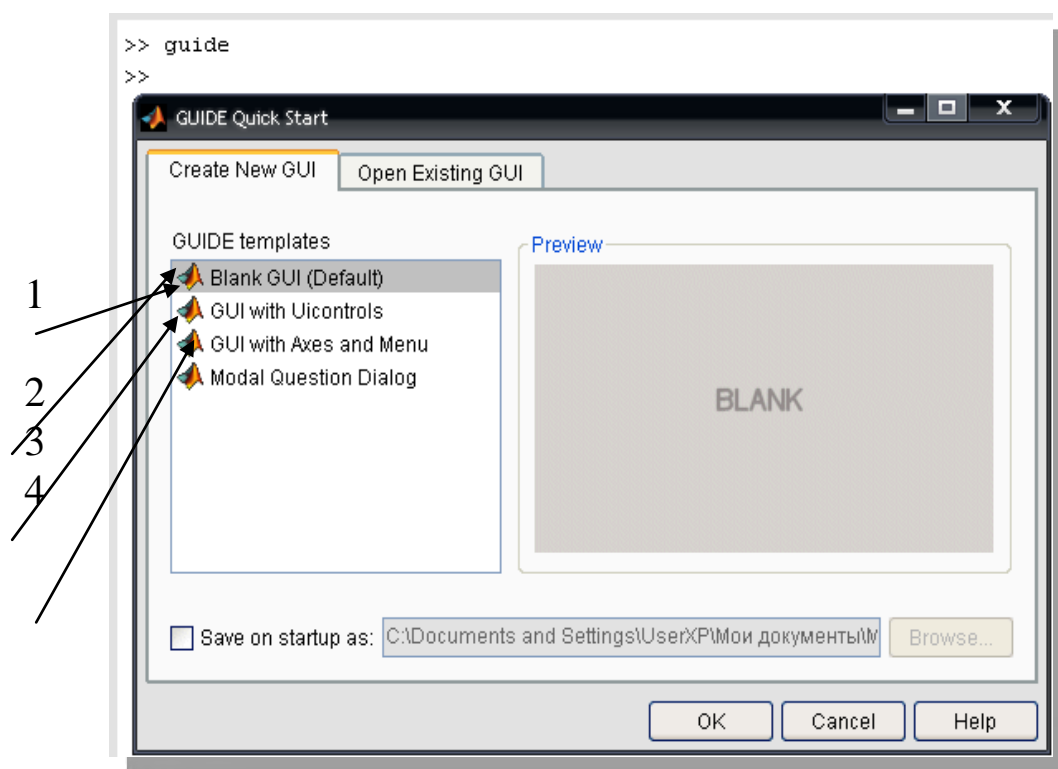 >> guide
>>
GUIDE Quick Start
Create New GUI
Open Existing GUI
GUIDE templates
Preview
1
Blank GUI (Default)
GUI with Uicontrols
GUI with Axes and Menu
2
Modal Question Dialog
BLANK
3
4
Save on startup as: C:\Documents and Settings\UserXP\Мои документы\M Browse...
OK Cancel Help